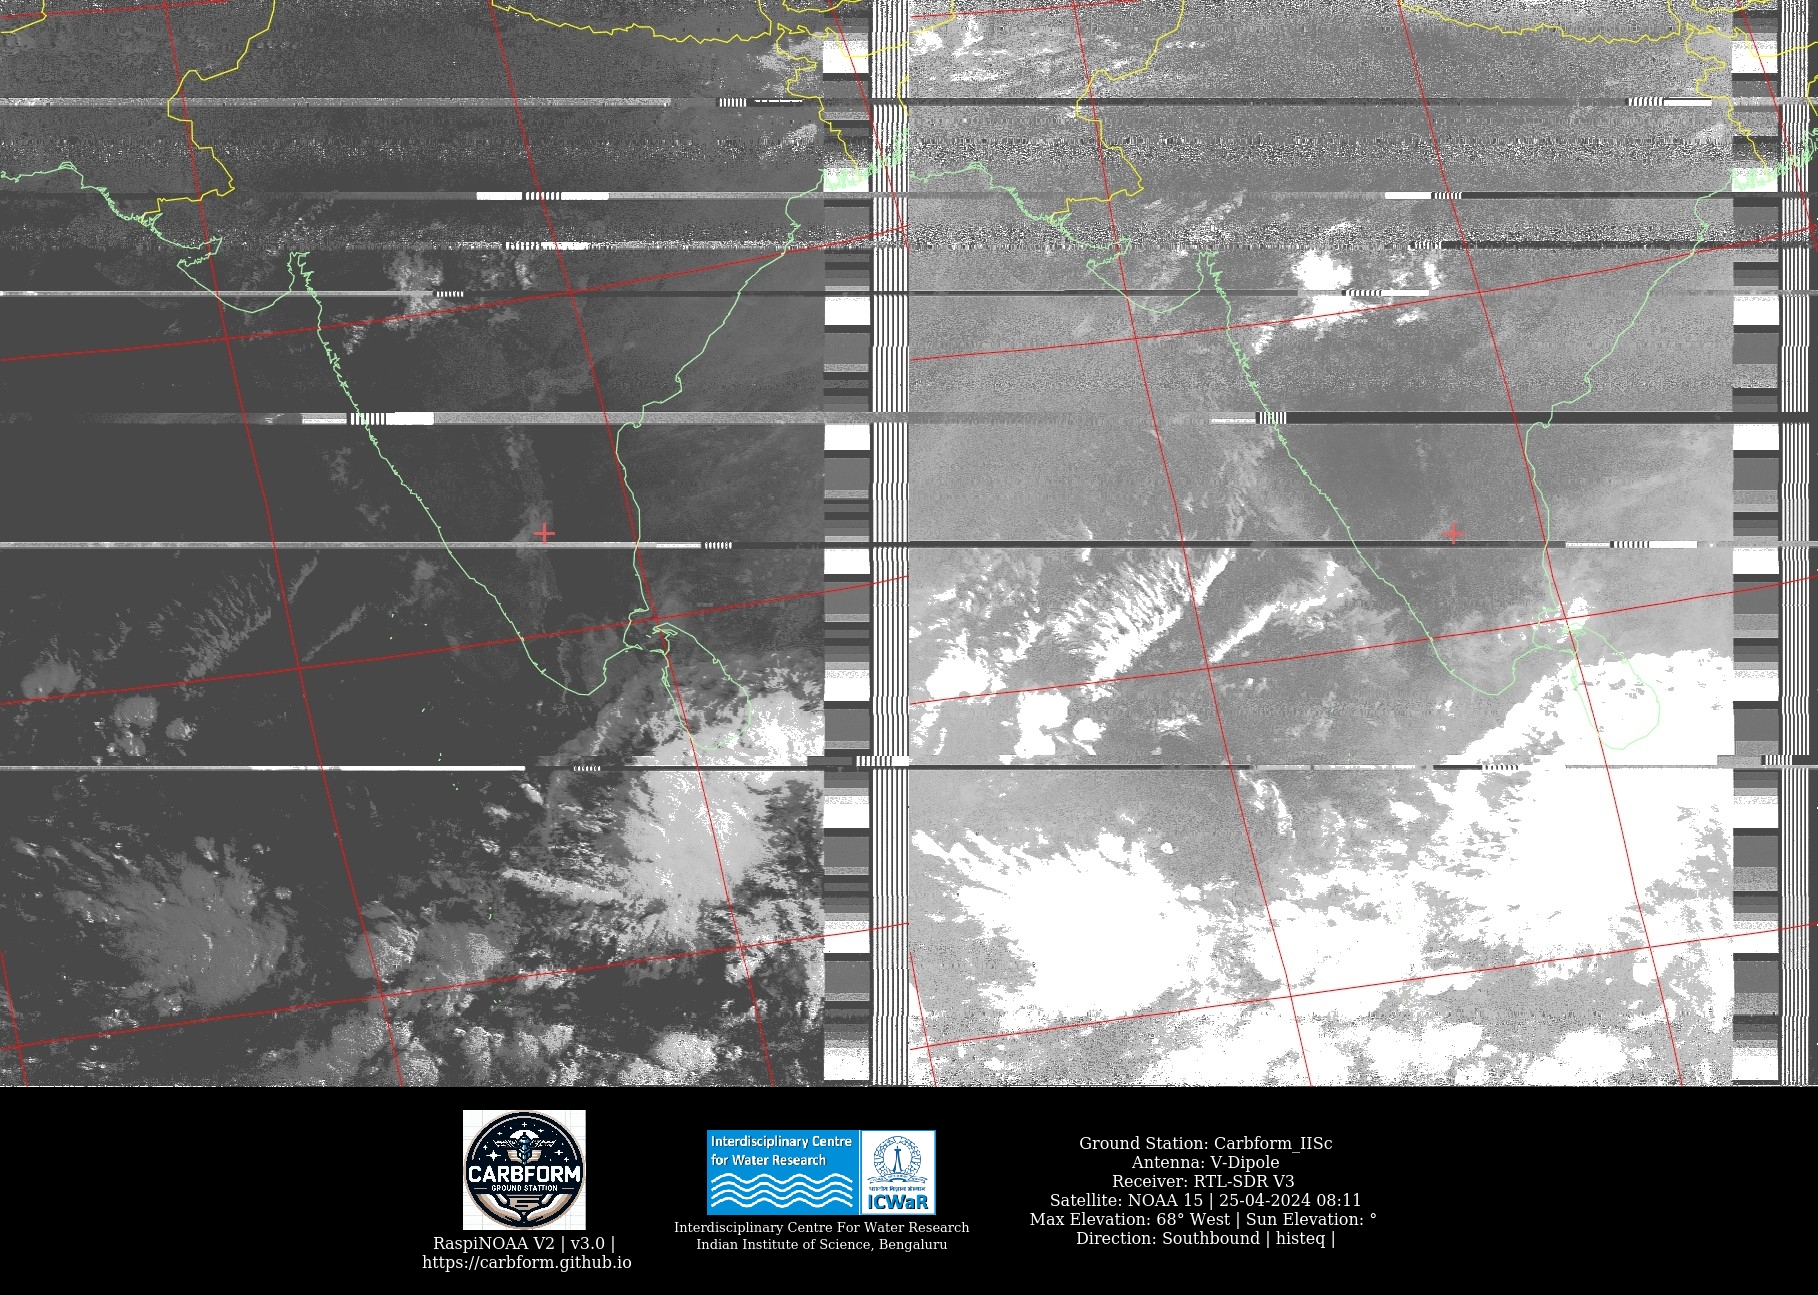 CARBFORM
GROUND STATTION
RaspiNOAA V2 | v3.0 |
https://carbform.github.io
Interdisciplinary Centre
for Water Research
ICWaR
Interdisciplinary Centre For Water Research
Indian Institute of Science, Bengaluru
Ground Station: Carbform_IISc
Antenna: V-Dipole
Receiver: RTL-SDR V3
Satellite: NOAA 15 | 25-04-2024 08:11
Max Elevation: 68° West | Sun Elevation: °
Direction: Southbound | histeq |